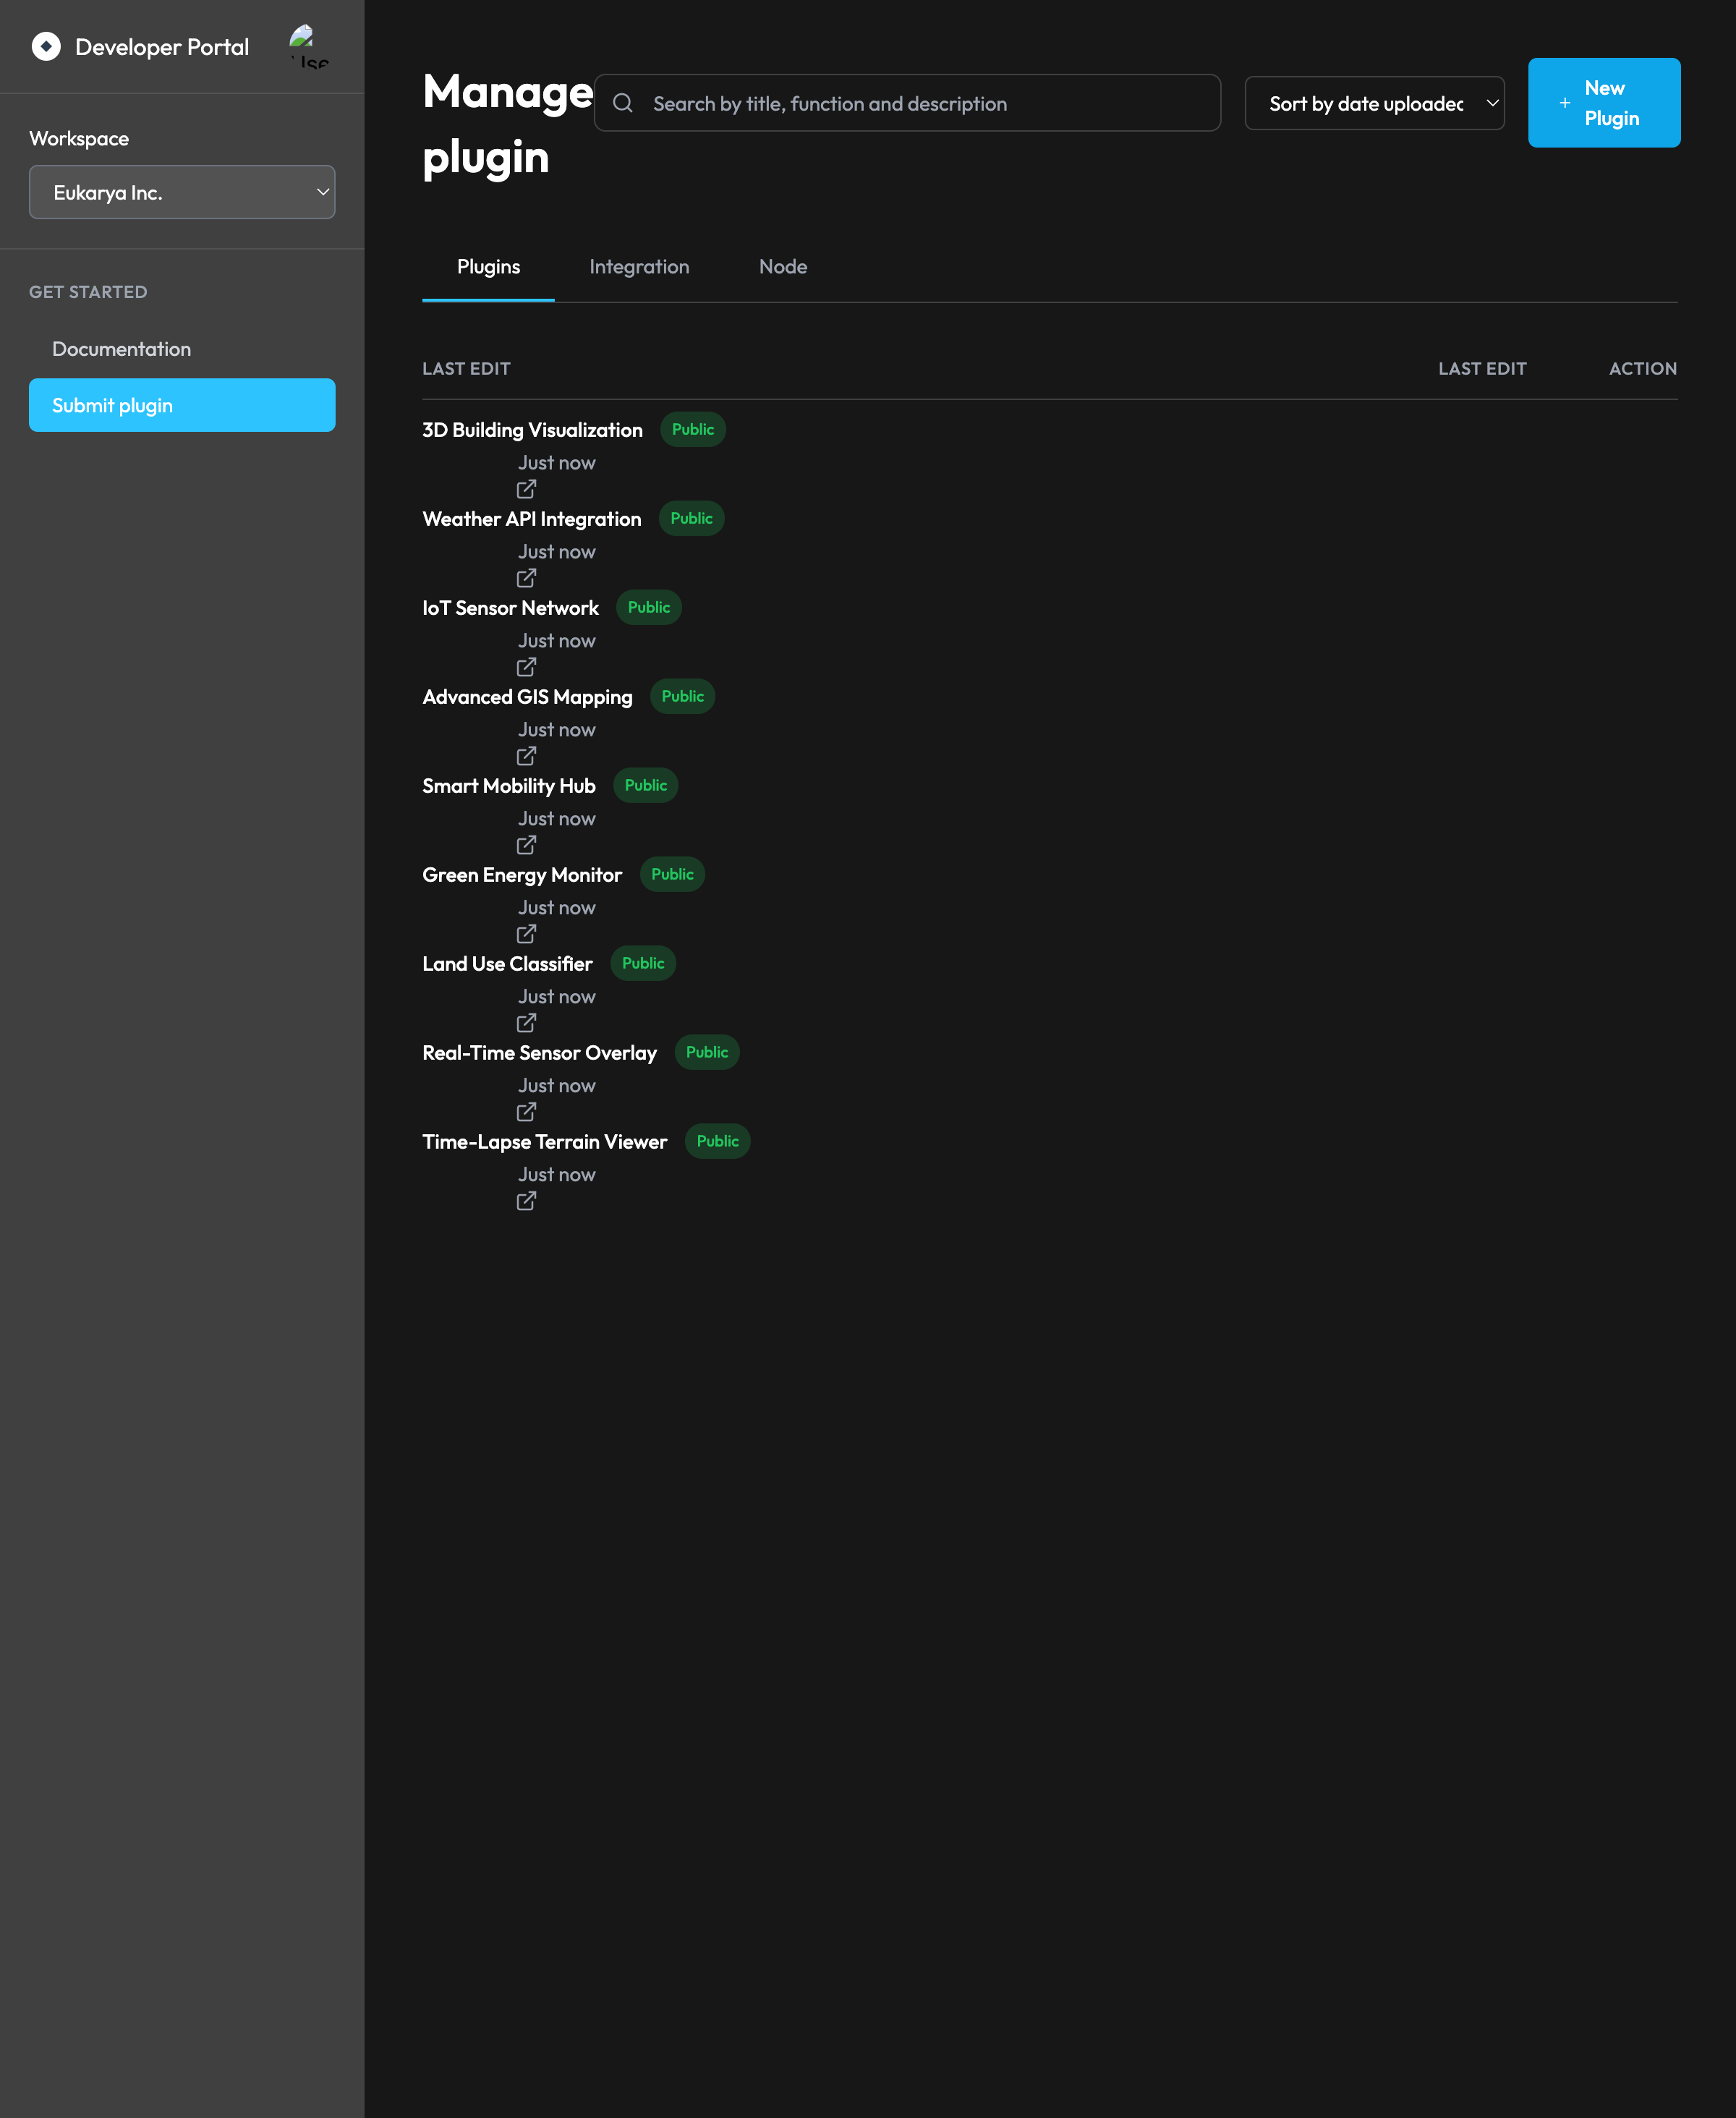 Developer Portal
Use
Workspace
Eukarya Inc.
GET STARTED
Documentation
Submit plugin
Manage
plugin
Search by title, function and description
Sort by date uploaded
+ New
Plugin
Plugins
Integration
Node
LAST EDIT
LAST EDIT
ACTION
3D Building Visualization
Public
Just now
Weather API Integration
Public
Just now
IoT Sensor Network
Public
Just now
Advanced GIS Mapping
Public
Just now
Smart Mobility Hub
Public
Just now
Green Energy Monitor
Public
Just now
Land Use Classifier
Public
Just now
Real-Time Sensor Overlay
Public
Just now
Time-Lapse Terrain Viewer
Public
Just now